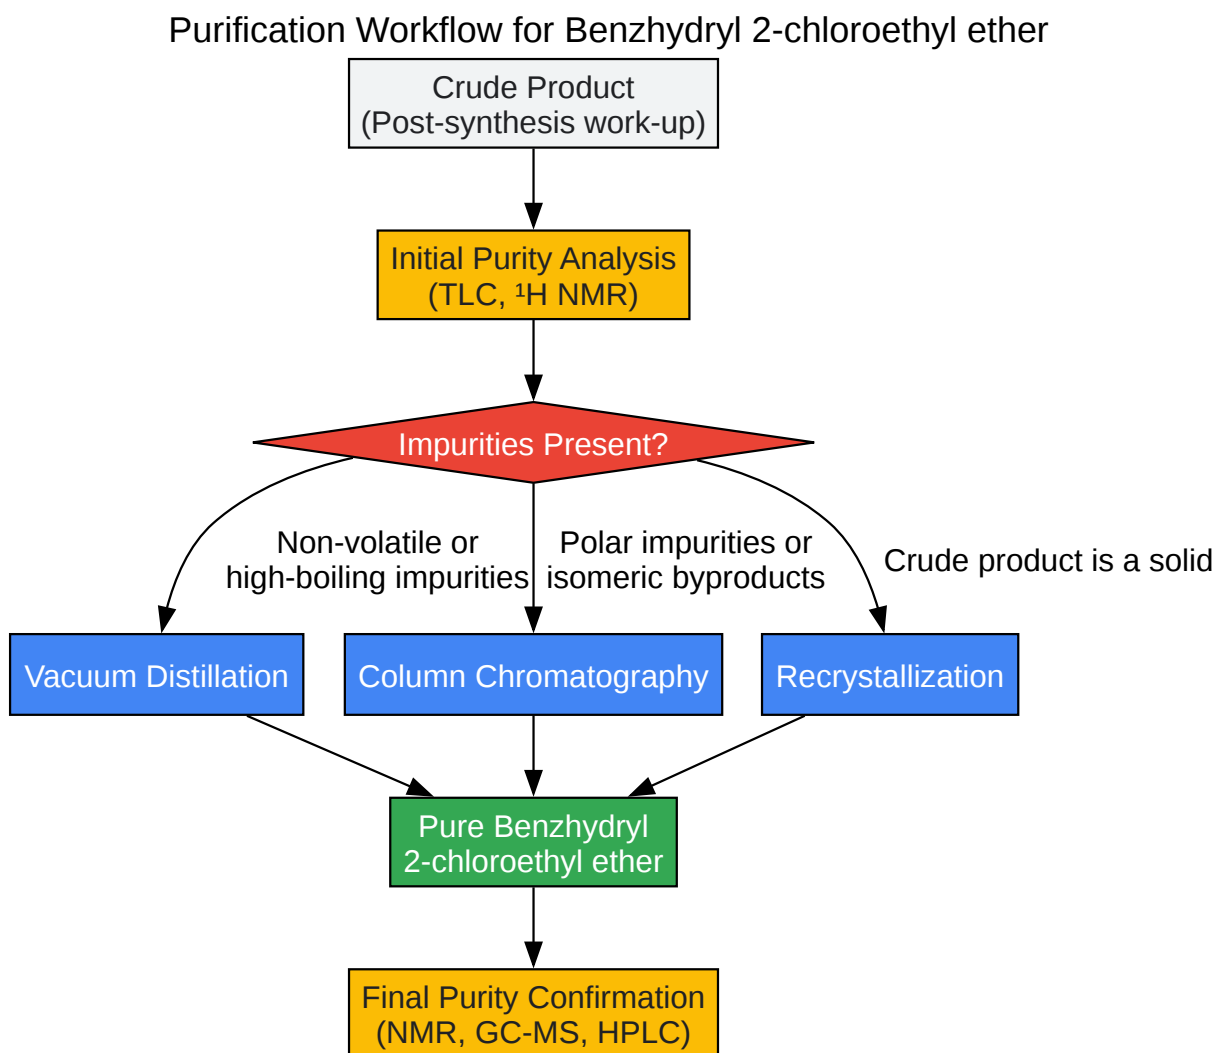 Purification Workflow for Benzhydryl 2-chloroethyl ether
Crude Product
(Post-synthesis work-up)
Initial Purity Analysis
(TLC, ¹H NMR)
Impurities Present?
Non-volatile or
high-boiling impurities
Polar impurities or
isomeric byproducts
Crude product is a solid
Vacuum Distillation
Column Chromatography
Recrystallization
Pure Benzhydryl
2-chloroethyl ether
Final Purity Confirmation
(NMR, GC-MS, HPLC)